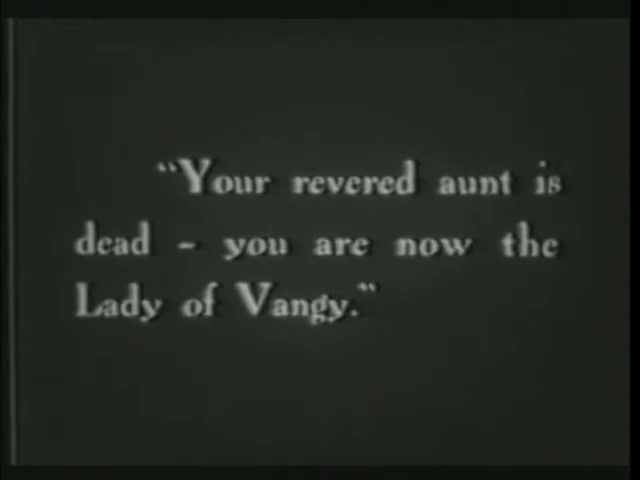 "Your revered aunt is
dead - you are now the
Lady of Vangy."